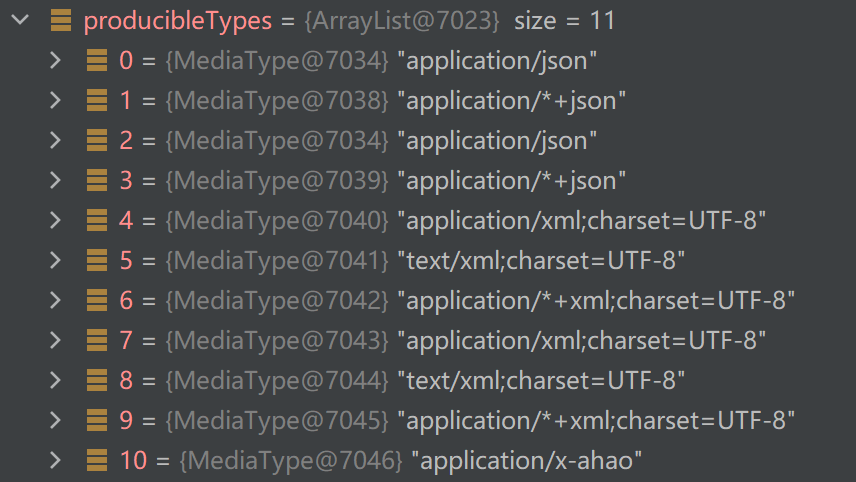 producibleTypes = {ArrayList@7023} size = 11
0 = {MediaType@7034} "application/json"
1 = {MediaType@7038} "application/*+json"
2 = {MediaType@7034} "application/json"
3 = {MediaType@7039} "application/*+json"
4 = {MediaType@7040} "application/xml;charset=UTF-8"
5 = {MediaType@7041} "text/xml;charset=UTF-8"
6 = {MediaType@7042} "application/*+xml;charset=UTF-8"
7 = {MediaType@7043} "application/xml;charset=UTF-8"
8 = {MediaType@7044} "text/xml;charset=UTF-8"
9 = {MediaType@7045} "application/*+xml;charset=UTF-8"
10 = {MediaType@7046} "application/x-ahao"